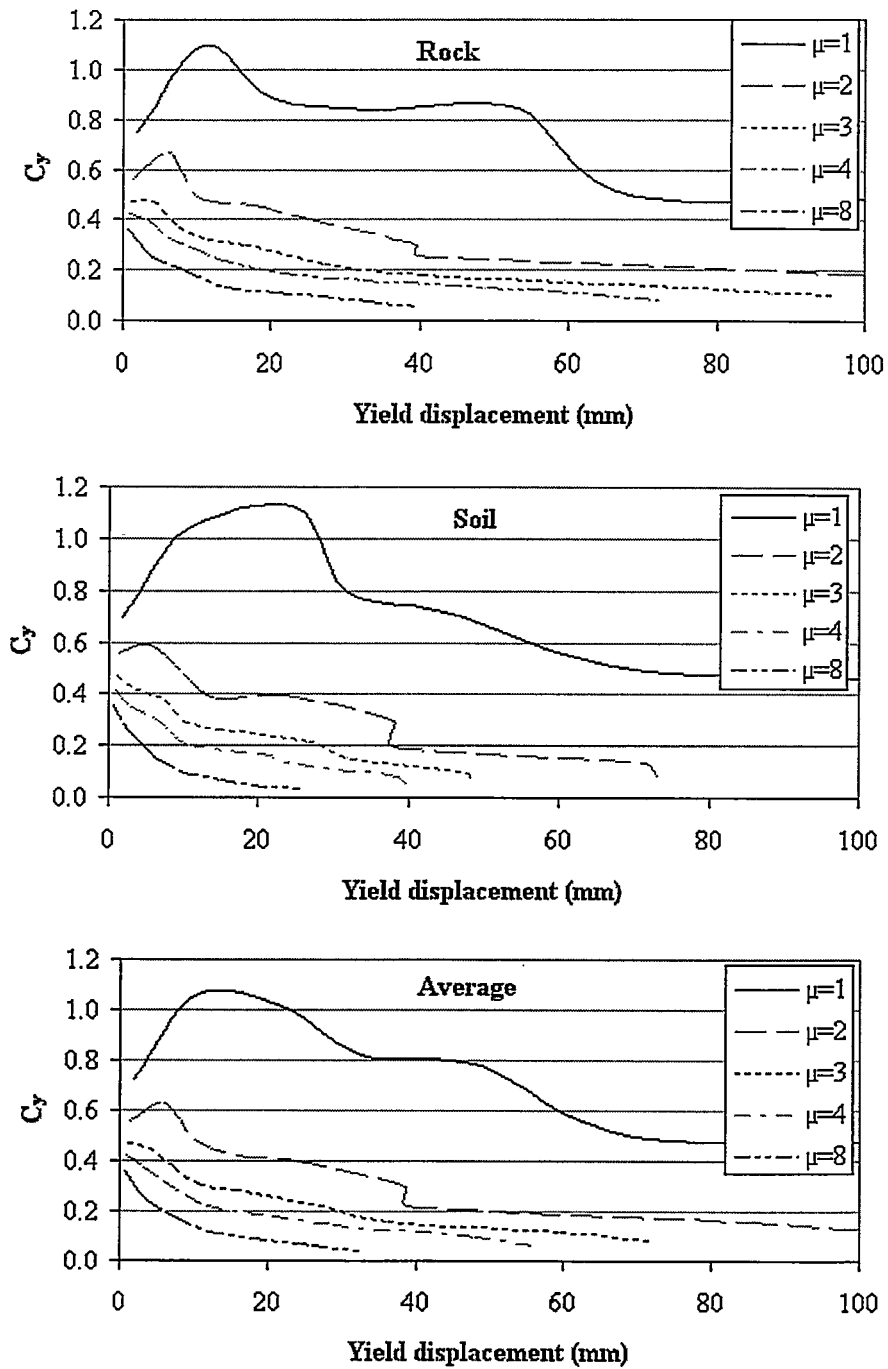 Rock
Cy
1.2
1.0
0.8
0.6
0.4
0.2
0.0
0 20 40 60 80 100
Yield displacement (mm)
μ=1
μ=2
μ=3
μ=4
μ=8
Soil
Cy
1.2
1.0
0.8
0.6
0.4
0.2
0.0
0 20 40 60 80 100
Yield displacement (mm)
μ=1
μ=2
μ=3
μ=4
μ=8
Average
Cy
1.2
1.0
0.8
0.6
0.4
0.2
0.0
0 20 40 60 80 100
Yield displacement (mm)
μ=1
μ=2
μ=3
μ=4
μ=8